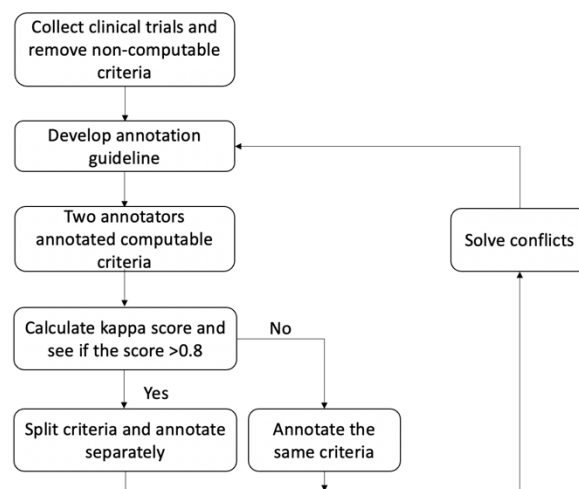 Collect clinical trials and
remove non-computable
criteria
Develop annotation
guideline
Two annotators
annotated computable
criteria
Solve conflicts
Calculate kappa score and
see if the score >0.8
No
Yes
Split criteria and annotate
separately
Annotate the
same criteria